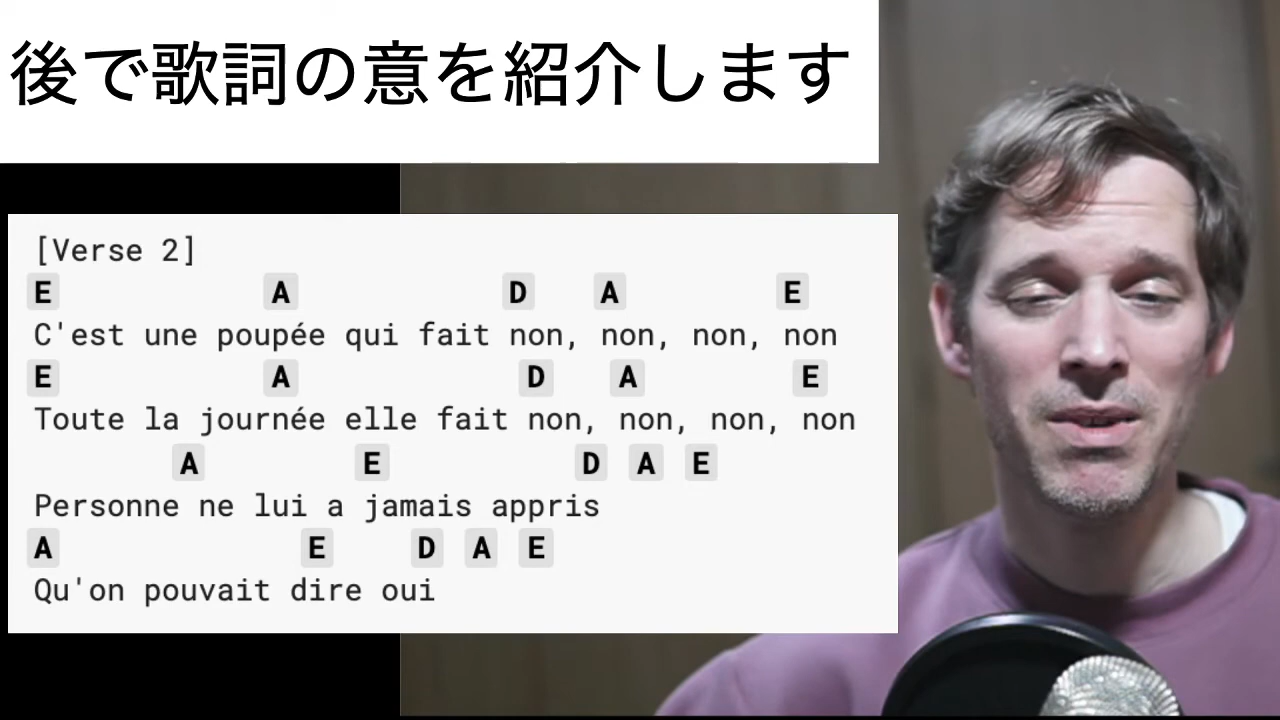 後で歌詞の意を紹介します
[Verse 2]
E A D A E
C'est une poupée qui fait non, non, non, non
E A D A E
Toute la journée elle fait non, non, non, non
A E D A E
Personne ne lui a jamais appris
A E D A E
Qu'on pouvait dire oui